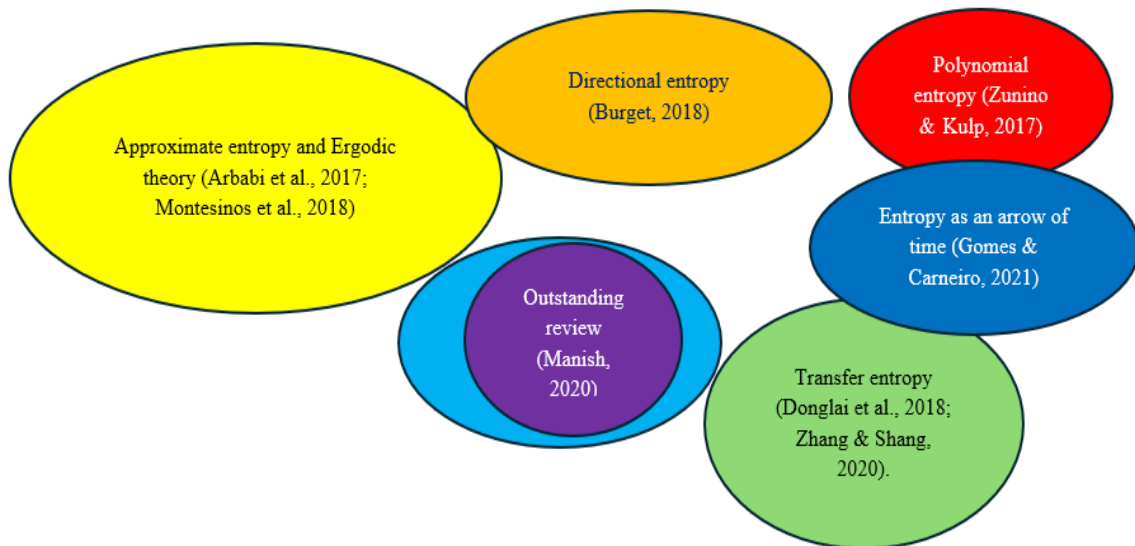 Approximate entropy and Ergodic
theory (Arbabi et al., 2017;
Montesinos et al., 2018)
Directional entropy
(Burget, 2018)
Polynomial
entropy (Zunino
& Kulp, 2017)
Entropy as an arrow of
time (Gomes &
Carneiro, 2021)
Outstanding
review
(Manish,
2020)
Transfer entropy
(Donglai et al., 2018;
Zhang & Shang,
2020).